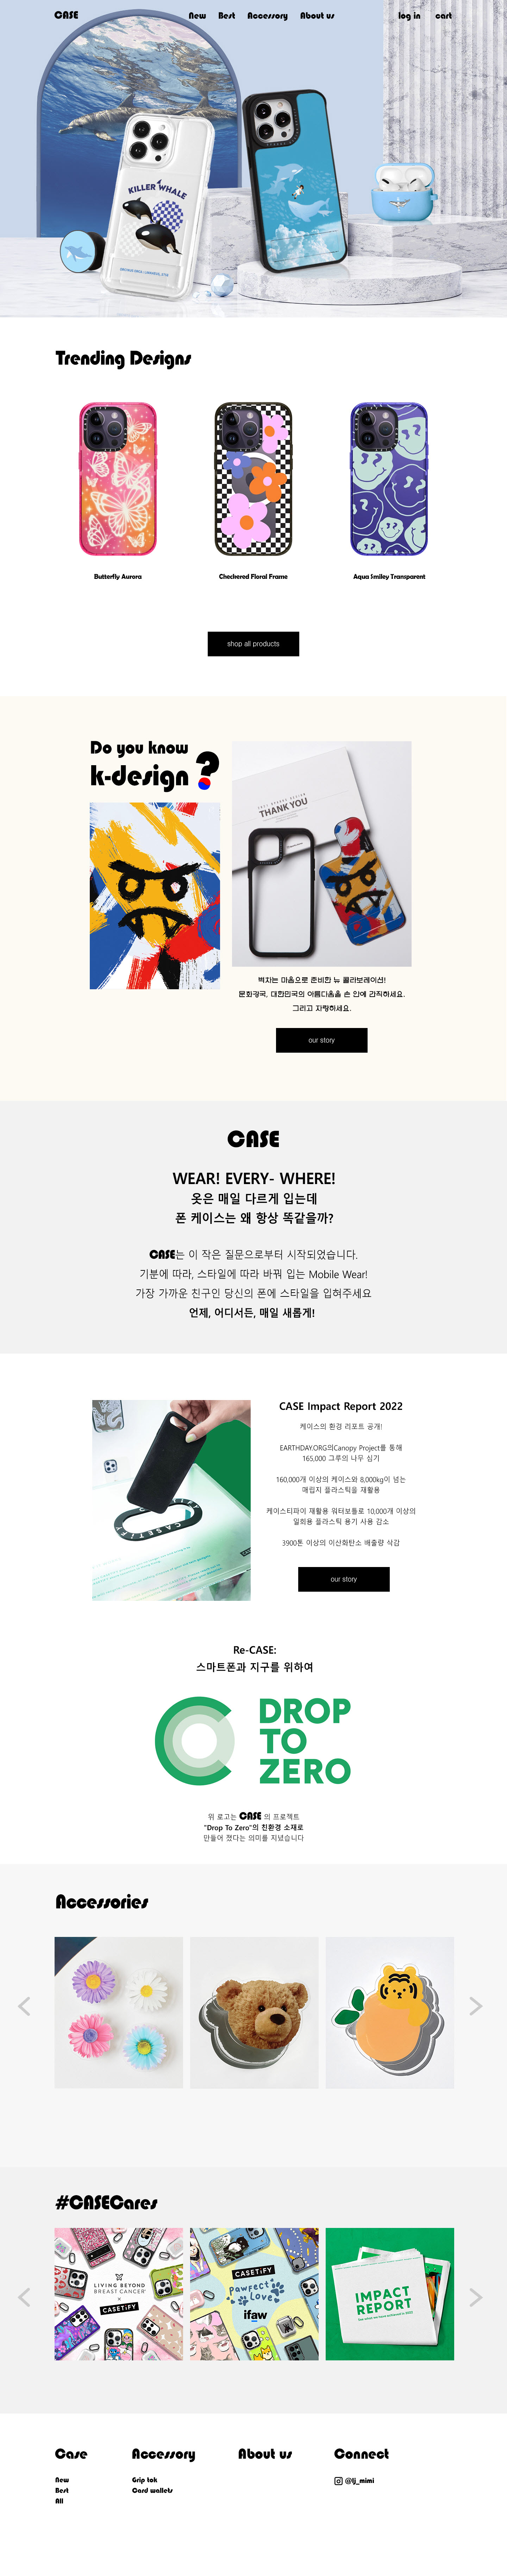 CASE
New Best Accessory About us
log in cart
KILLER WHALE
Trending Designs
Butterfly Aurora
Checkered Floral Frame
Aqua Smiley Transparent
shop all products
Do you know
k-design ?
THANK YOU
벅차는 마음으로 준비한 뉴 콜라보레이션!
문화강국, 대한민국의 아름다움을 손 안에 간직하세요.
그리고 자랑하세요.
our story
CASE
WEAR! EVERY- WHERE!
옷은 매일 다르게 입는데
폰 케이스는 왜 항상 똑같을까?
CASE는 이 작은 질문으로부터 시작되었습니다.
기분에 따라, 스타일에 따라 바꿔 입는 Mobile Wear!
가장 가까운 친구인 당신의 폰에 스타일을 입혀주세요
언제, 어디서든, 매일 새롭게!
CASETiFY
CASE Impact Report 2022
케이스의 환경 리포트 공개!
EARTHDAY.ORG의Canopy Project를 통해
165,000 그루의 나무 심기
160,000개 이상의 케이스와 8,000kg이 넘는
매립지 플라스틱을 재활용
케이스티파이 재활용 워터보틀로 10,000개 이상의
일회용 플라스틱 용기 사용 감소
3900톤 이상의 이산화탄소 배출량 삭감
our story
Re-CASE:
스마트폰과 지구를 위하여
DROP
TO
ZERO
위 로고는 CASE 의 프로젝트
"Drop To Zero"의 친환경 소재로
만들어 졌다는 의미를 지녔습니다
Accessories
#CASECares
LIVING BEYOND
BREAST CANCER
x
CASETiFY
CASETiFY
Pawfect
Love
ifaw
IMPACT
REPORT
Case
New
Best
All
Accessory
Grip tok
Card wallets
About us
Connect
@lj_mimi